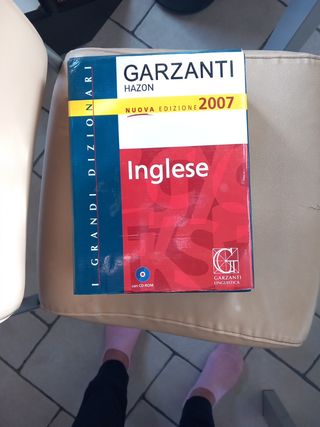 I GRANDI DIZIONARI
GARZANTI
HAZON
NUOVA EDIZIONE 2007
Inglese
con CD-ROM
G
GARZANTI
LINGUISTICA